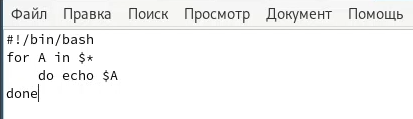 Файл Правка Поиск Просмотр Документ Помощь
#!/bin/bash
for A in $*
    do echo $A
done